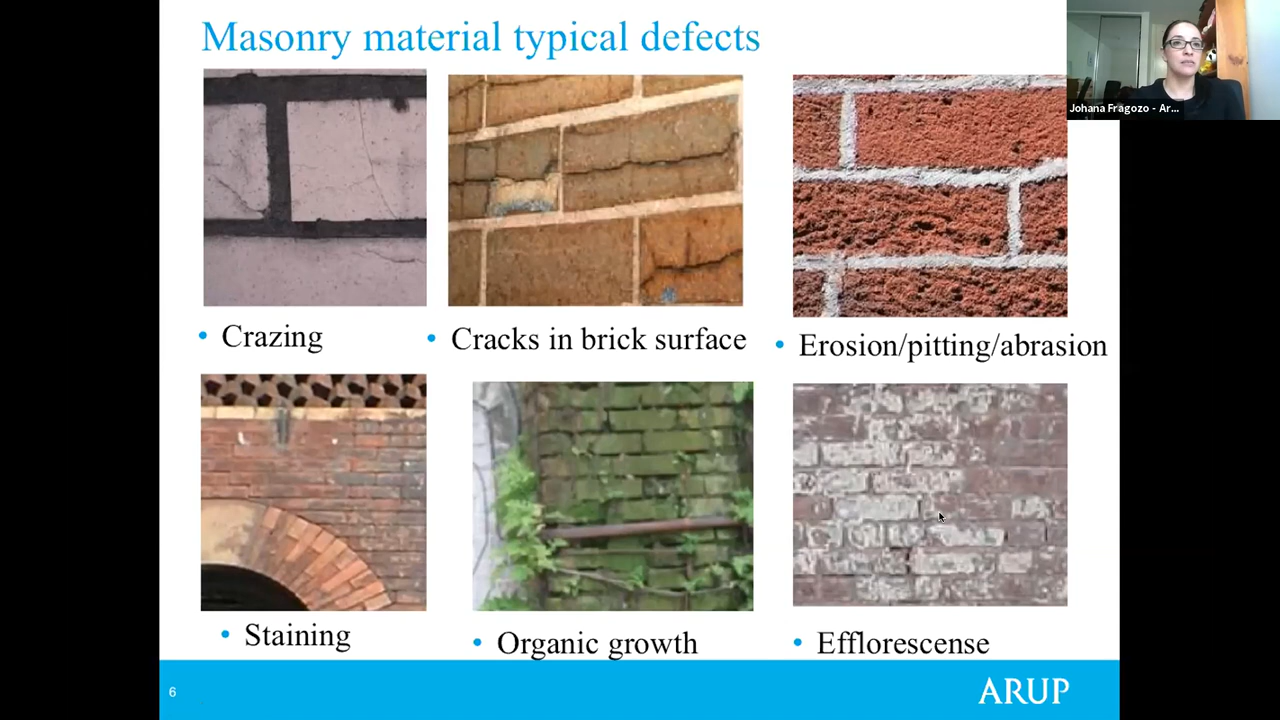 Masonry material typical defects
Johana Fragozo - Ar...
• Crazing
• Cracks in brick surface
• Erosion/pitting/abrasion
• Staining
• Organic growth
• Efflorescense
6
ARUP